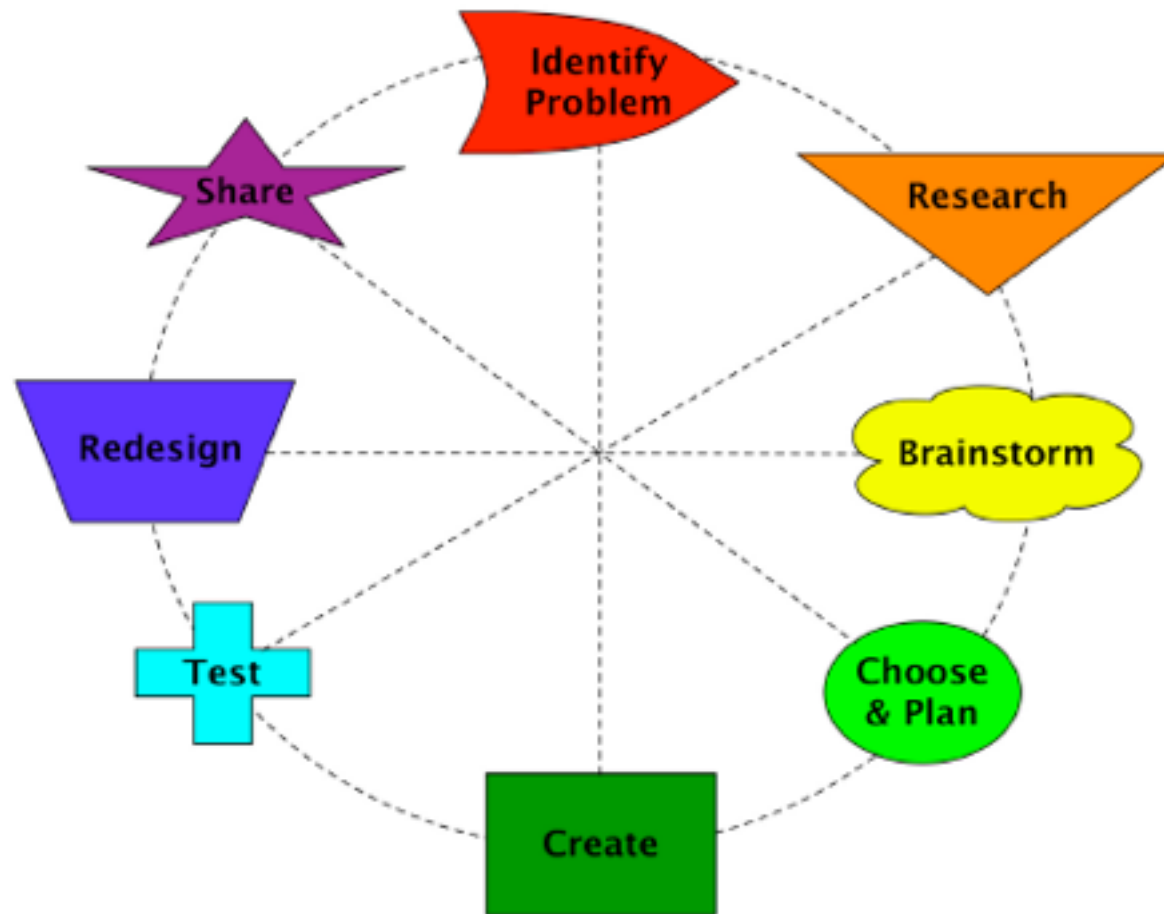 Identify
Problem
Research
Brainstorm
Choose
& Plan
Create
Test
Redesign
Share